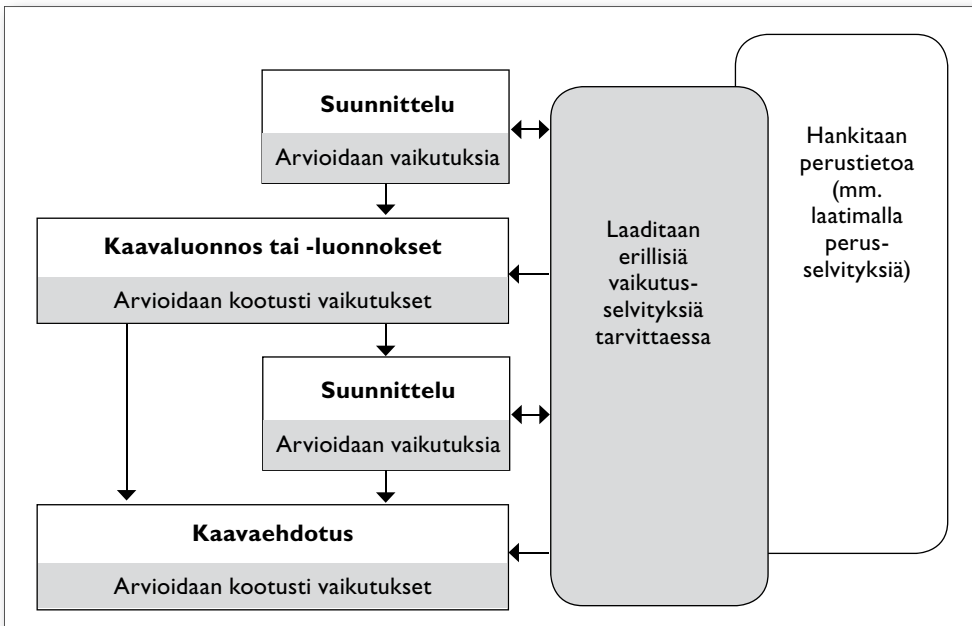 Suunnittelu
Arvioidaan vaikutuksia
Kaavaluonnos tai -luonnokset
Arvioidaan kootusti vaikutukset
Suunnittelu
Arvioidaan vaikutuksia
Kaavaehdotus
Arvioidaan kootusti vaikutukset
Laaditaan
erillisiä
vaikutus-
selvityksiä
tarvittaessa
Hankitaan
perustietoa
(mm.
laatimalla
perus-
selvityksiä)